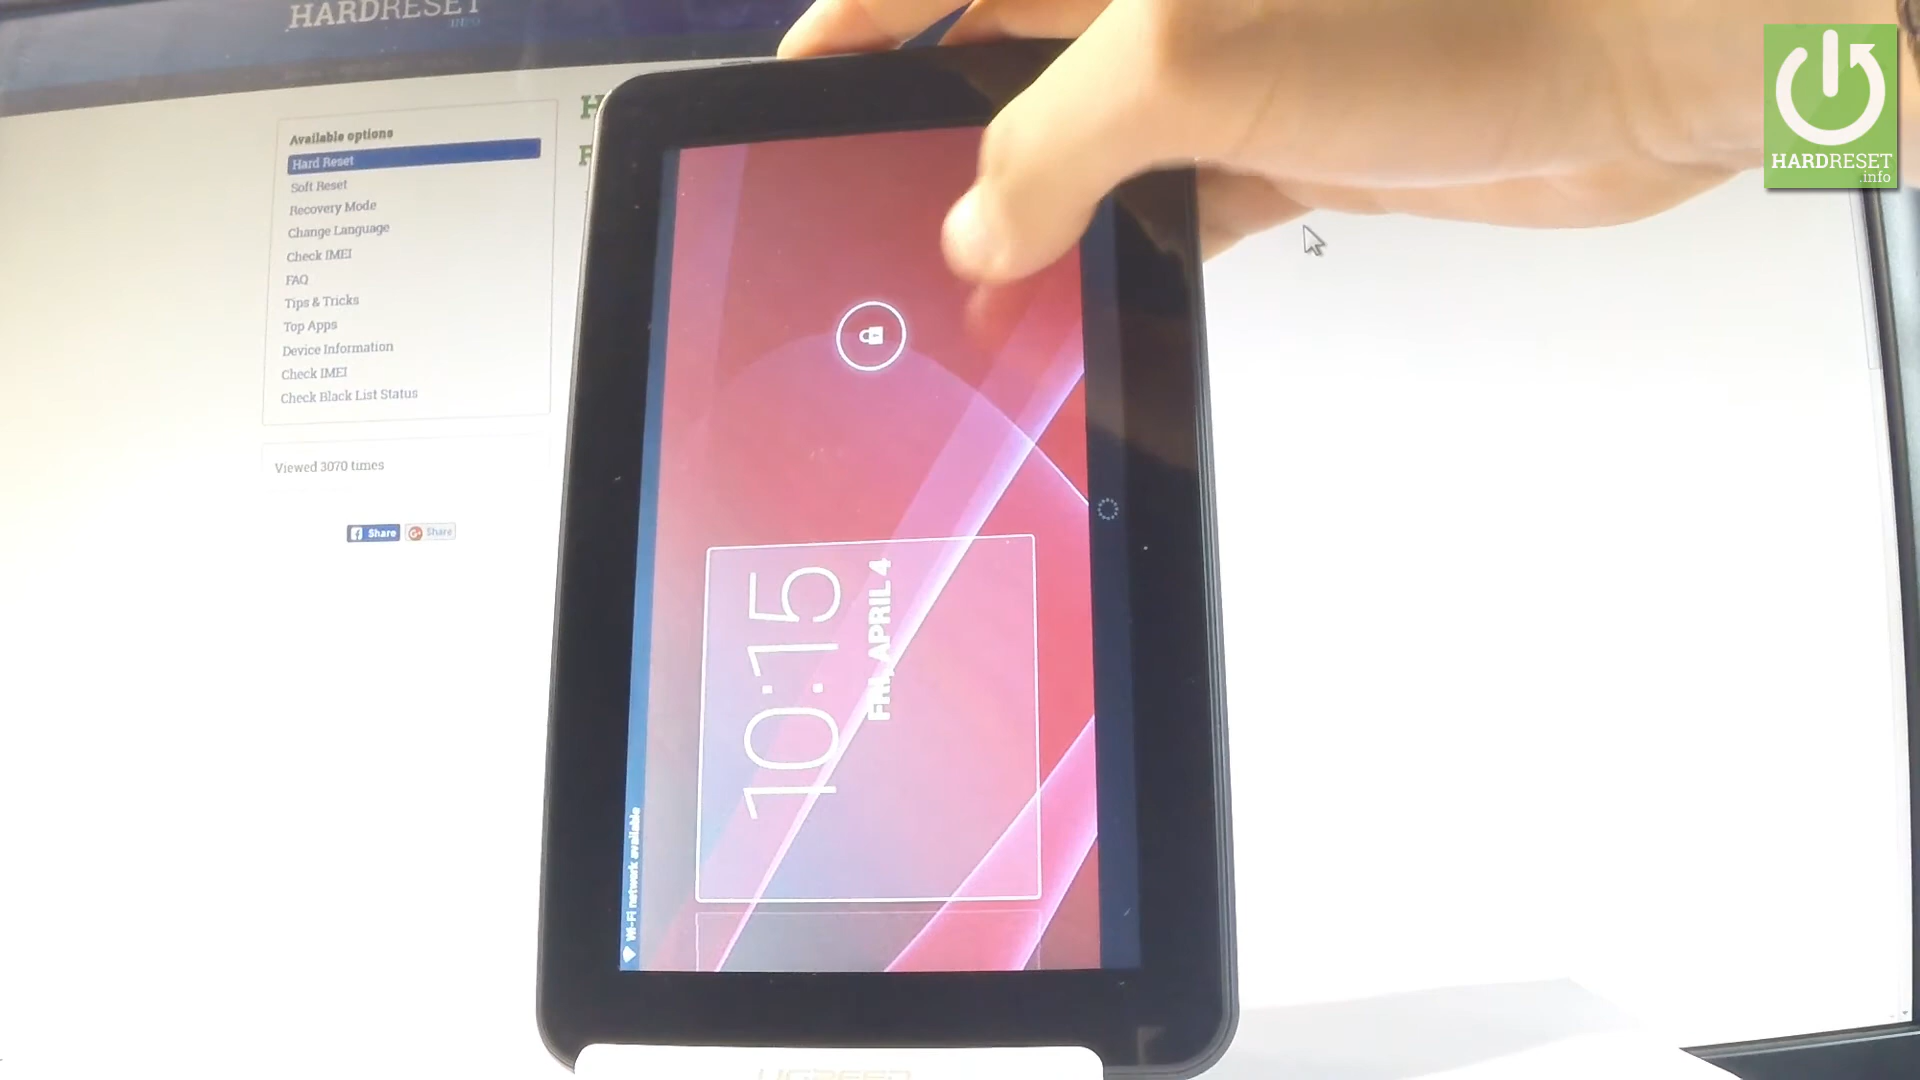 HARDRESET
INFO
Available options
Hard Reset
Soft Reset
Recovery Mode
Change Language
Check IMEI
FAQ
Tips & Tricks
Top Apps
Device Information
Check IMEI
Check Black List Status
Viewed 3070 times
Share
Share
10:15
FRI, APRIL 4
Wi-Fi network available
UGREEN
HARDRESET
.info